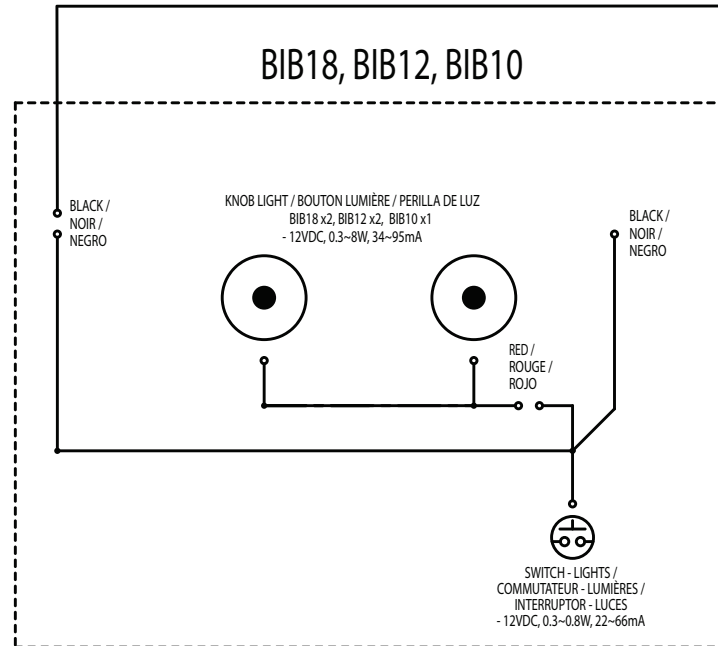 BIB18, BIB12, BIB10
BLACK /
NOIR /
NEGRO
KNOB LIGHT / BOUTON LUMIÈRE / PERILLA DE LUZ
BIB18 x2, BIB12 x2, BIB10 x1
- 12VDC, 0.3~8W, 34~95mA
BLACK /
NOIR /
NEGRO
RED /
ROUGE /
ROJO
SWITCH - LIGHTS /
COMMUTATEUR - LUMIÈRES /
INTERRUPTOR - LUCES
- 12VDC, 0.3~0.8W, 22~66mA